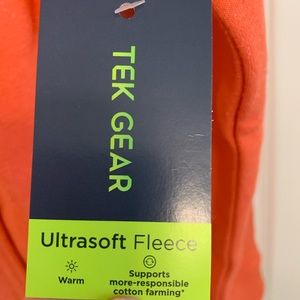 TEK GEAR
Ultrasoft Fleece
Warm
Supports
more-responsible
cotton farming*